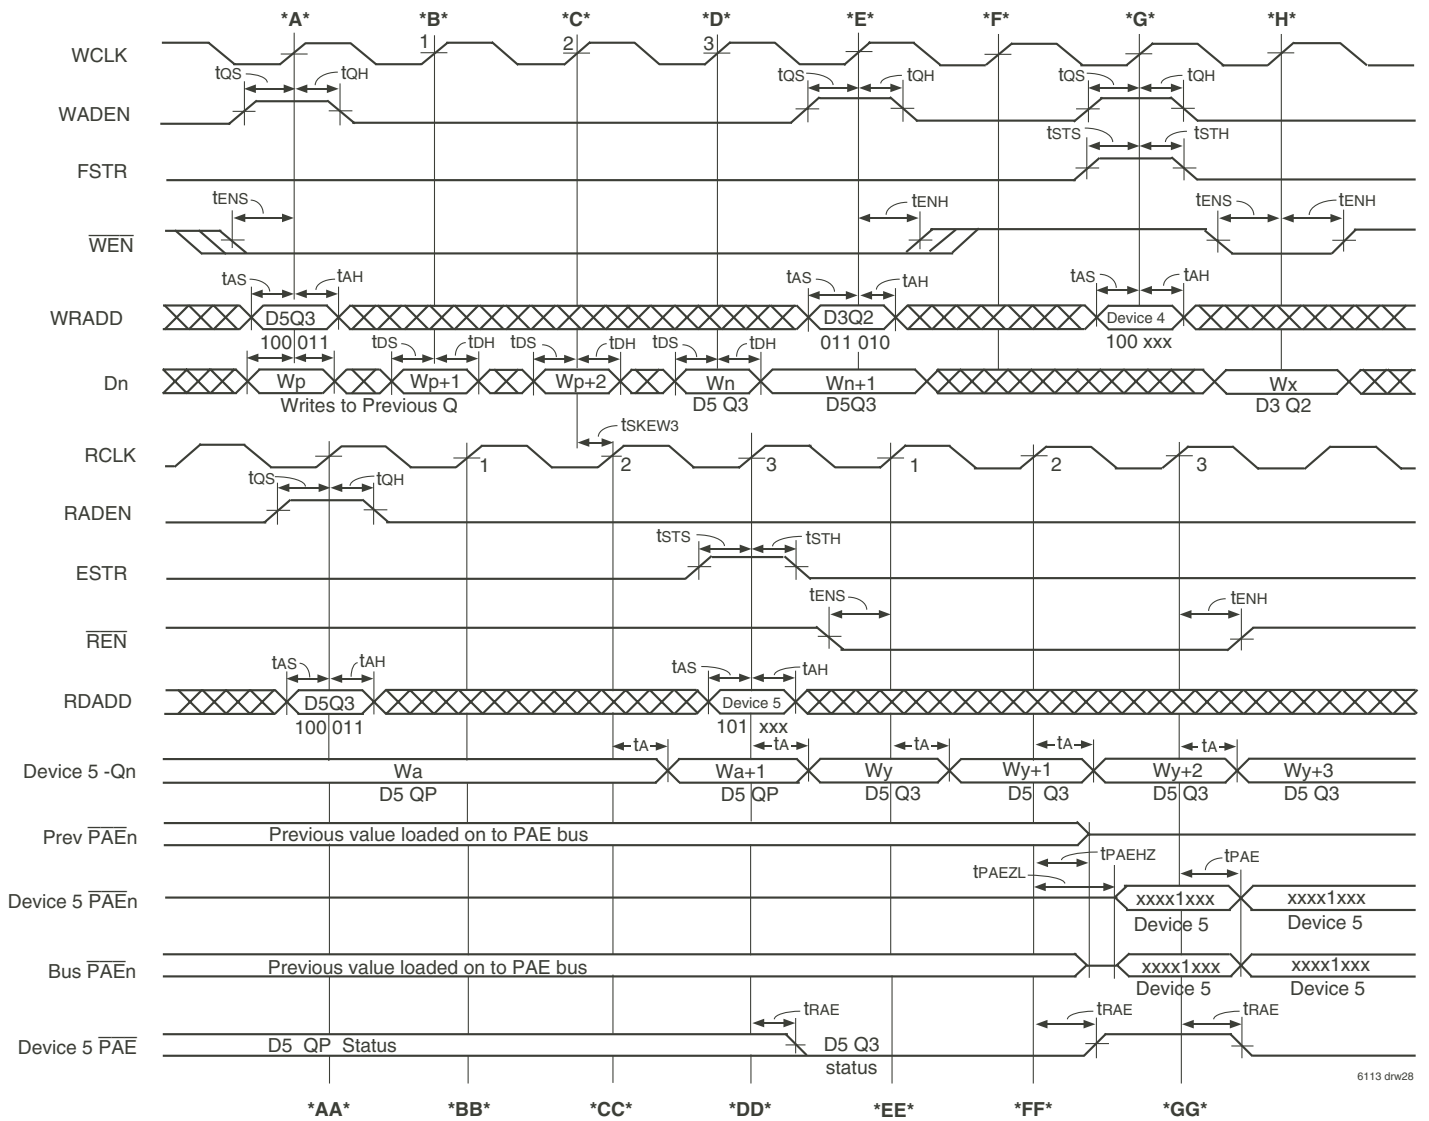 *A* *B* *C* *D* *E* *F* *G* *H*
WCLK 1 2 3
tQS tQH tQS tQH tQS tQH
WADEN
tSTS tSTH
FSTR
tENS tENH tENS tENH
WEN
tAS tAH tAS tAH tAS tAH
WRADD D5Q3 D3Q2 Device 4
100 011 011 010 100 xxx
tDS tDH tDS tDH tDS tDH
Dn Wp Wp+1 Wp+2 Wn Wn+1 Wx
Writes to Previous Q D5 Q3 D5Q3 D3 Q2
tSKEW3
RCLK 1 2 3 1 2 3
tQS tQH
RADEN
tSTS tSTH
ESTR
tENS tENH
REN
tAS tAH tAS tAH
RDADD D5Q3 Device 5
100 011 101 xxx
tA tA tA tA tA
Device 5 -Qn Wa Wa+1 Wy Wy+1 Wy+2 Wy+3
D5 QP D5 QP D5 Q3 D5 Q3 D5 Q3 D5 Q3
Prev PAEn Previous value loaded on to PAE bus
tPAEHZ tPAE
tPAEZL
Device 5 PAEn xxxx1xxx xxxx1xxx
Device 5 Device 5
Bus PAEn Previous value loaded on to PAE bus xxxx1xxx xxxx1xxx
Device 5 Device 5
tRAE tRAE tRAE
Device 5 PAE D5 QP Status D5 Q3
status
6113 drw28
*AA* *BB* *CC* *DD* *EE* *FF* *GG*